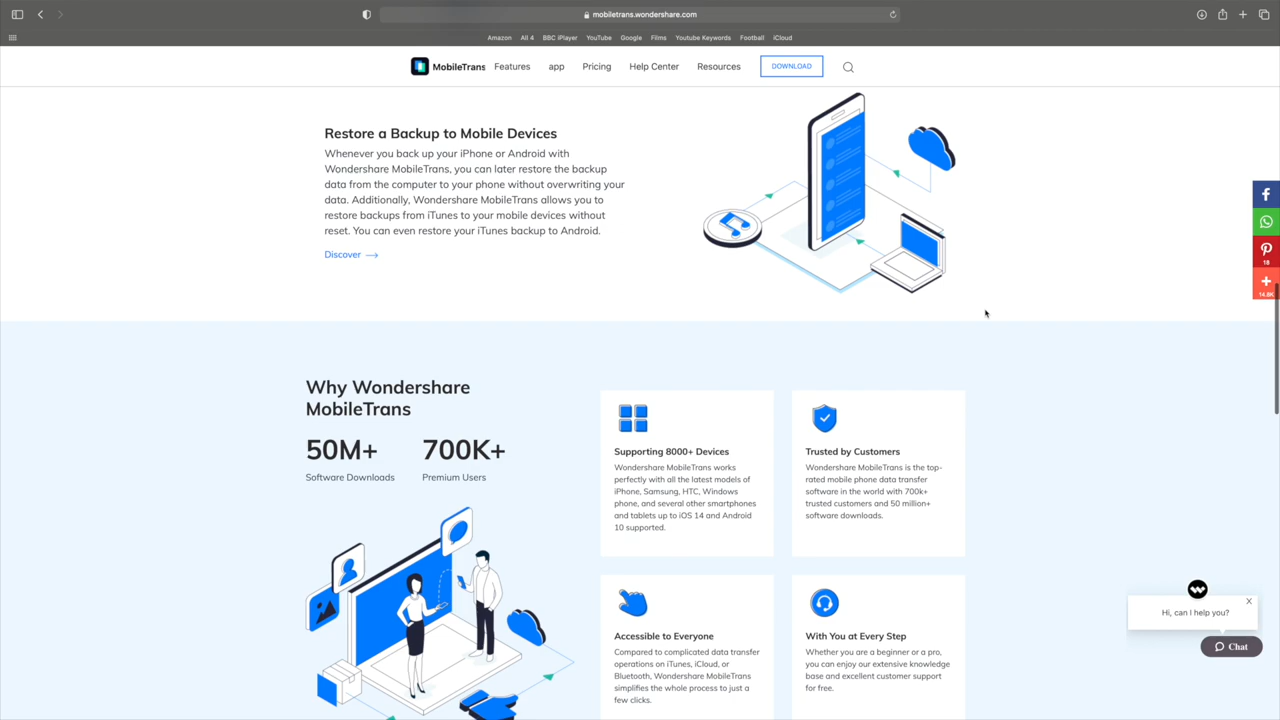 mobiletrans.wondershare.com
Amazon All 4 BBC iPlayer YouTube Google Films Youtube Keywords Football iCloud
MobileTrans Features app Pricing Help Center Resources DOWNLOAD
Restore a Backup to Mobile Devices
Whenever you back up your iPhone or Android with
Wondershare MobileTrans, you can later restore the backup
data from the computer to your phone without overwriting your
data. Additionally, Wondershare MobileTrans allows you to
restore backups from iTunes to your mobile devices without
reset. You can even restore your iTunes backup to Android.
Discover
18
14.8K
Why Wondershare
MobileTrans
50M+ 700K+
Software Downloads Premium Users
Supporting 8000+ Devices
Wondershare MobileTrans works
perfectly with all the latest models of
iPhone, Samsung, HTC, Windows
phone, and several other smartphones
and tablets up to iOS 14 and Android
10 supported.
Trusted by Customers
Wondershare MobileTrans is the top-
rated mobile phone data transfer
software in the world with 700k+
trusted customers and 50 million+
software downloads.
Accessible to Everyone
Compared to complicated data transfer
operations on iTunes, iCloud, or
Bluetooth, Wondershare MobileTrans
simplifies the whole process to just a
few clicks.
With You at Every Step
Whether you are a beginner or a pro,
you can enjoy our extensive knowledge
base and excellent customer support
for free.
Hi, can I help you?
Chat